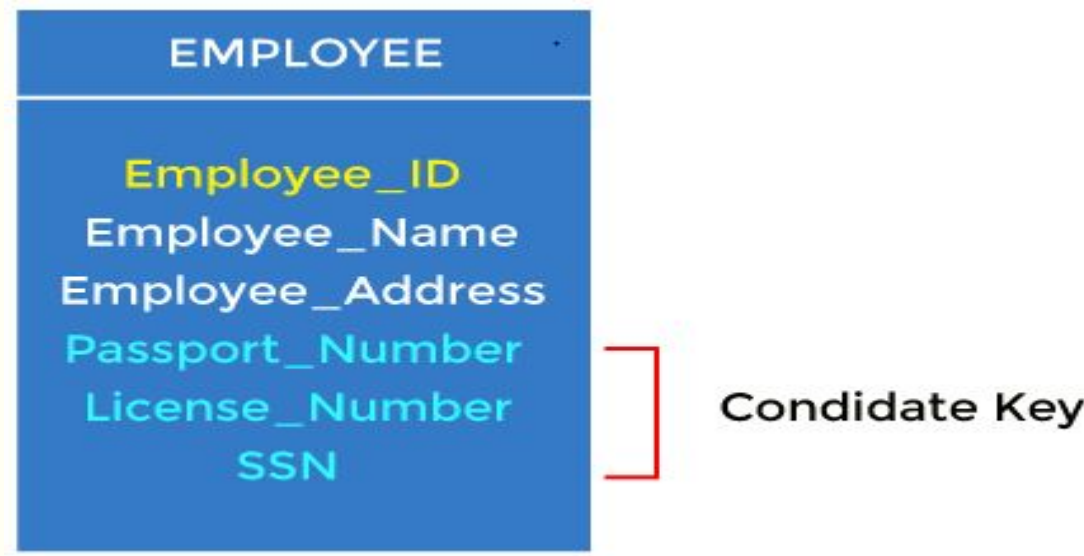 EMPLOYEE
Employee_ID
Employee_Name
Employee_Address
Passport_Number
License_Number
Condidate Key
SSN